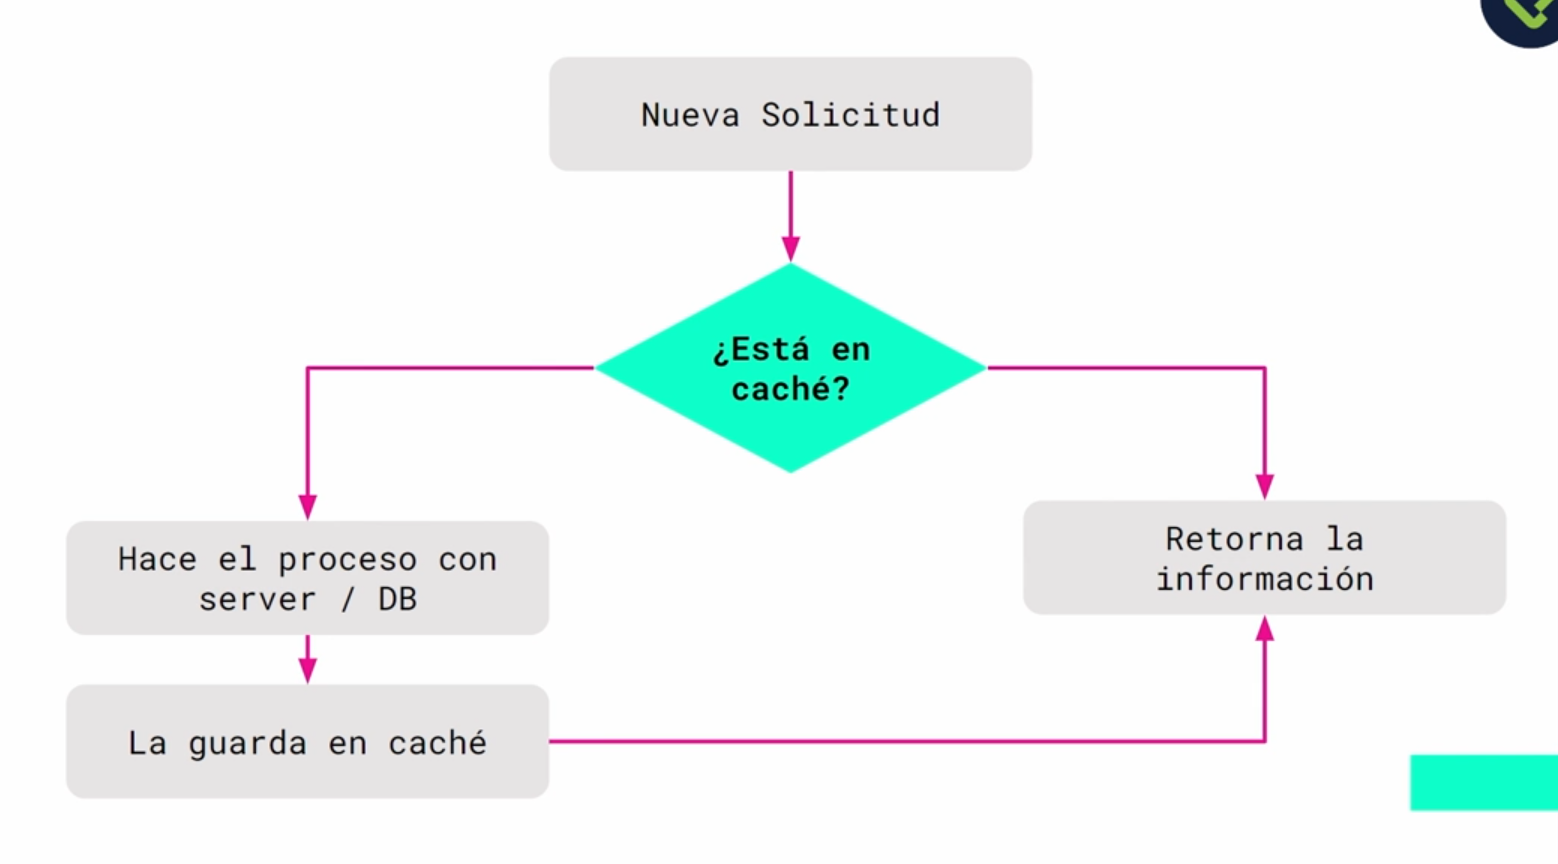 Nueva Solicitud
¿Está en
caché?
Hace el proceso con
server / DB
Retorna la
información
La guarda en caché